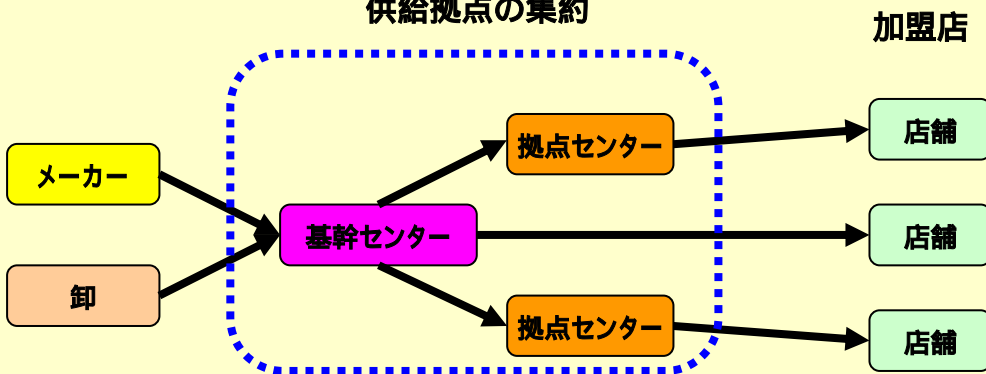 供給拠点の集約
加盟店
店舗
拠点センター
メーカー
基幹センター
店舗
卸
拠点センター
店舗